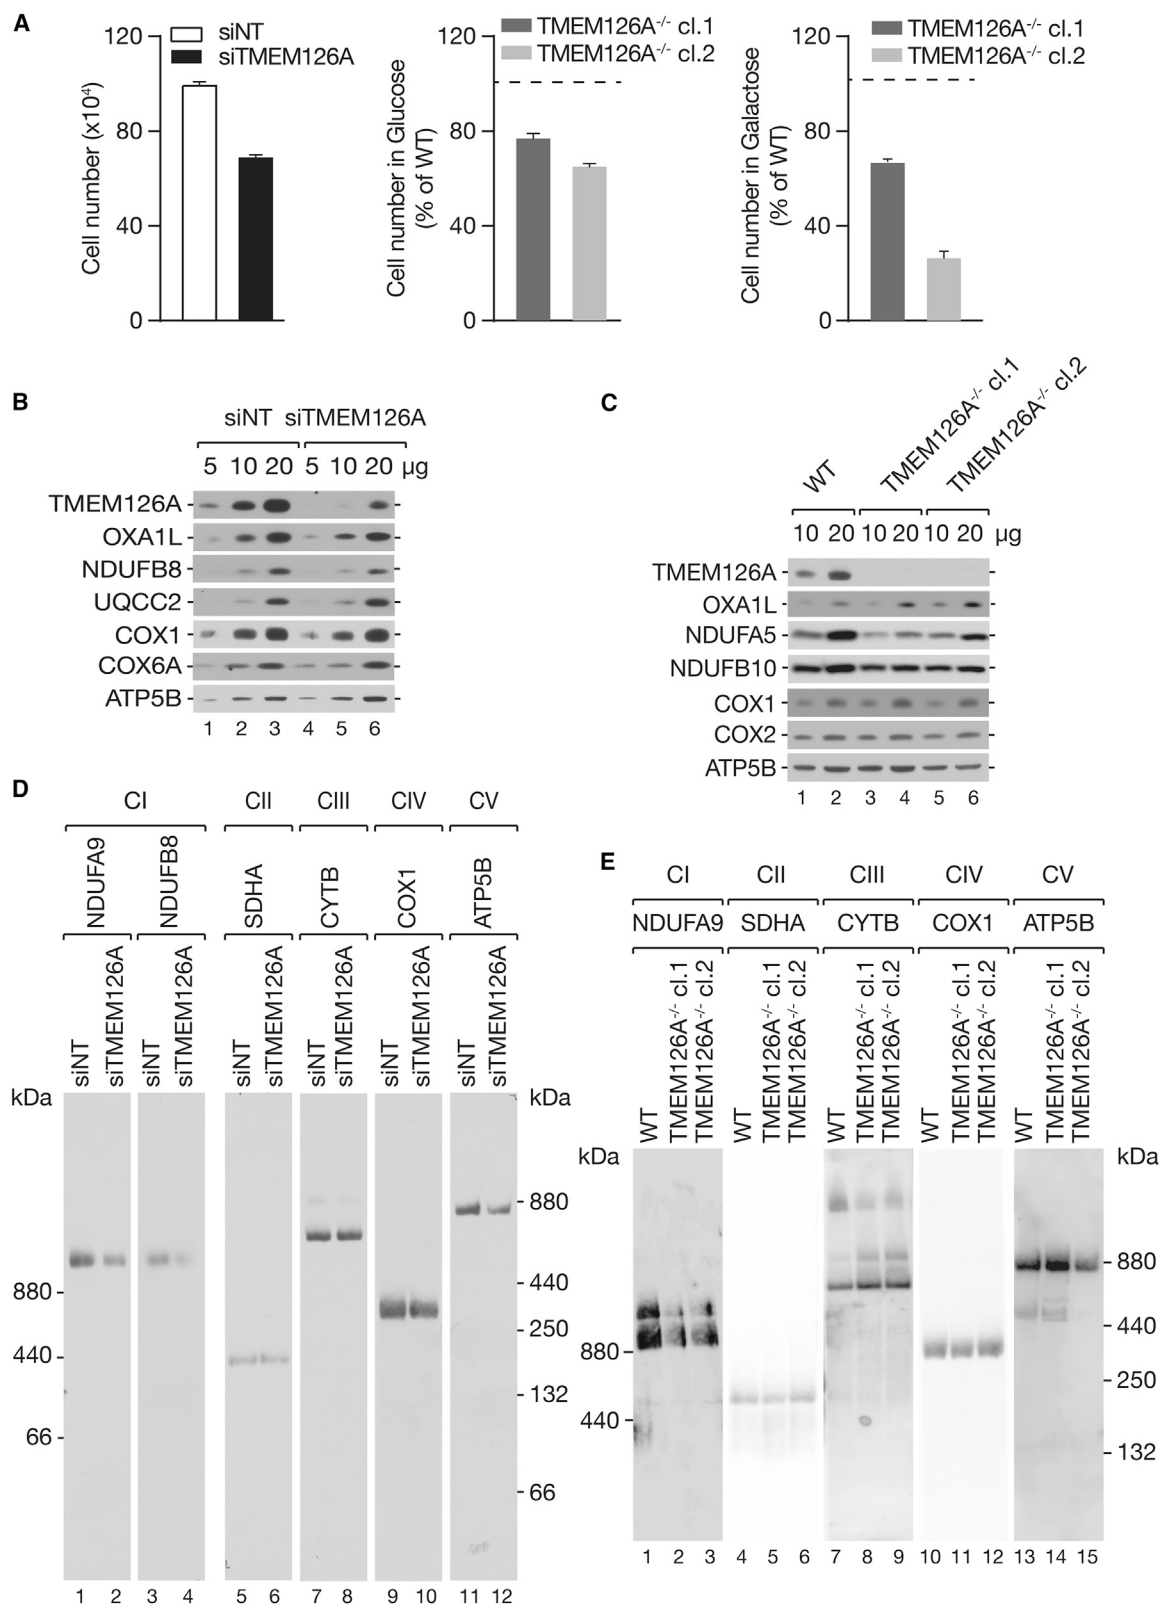 A
120
80
40
0
Cell number (x10⁴)
siNT
siTMEM126A
120
80
40
0
Cell number in Glucose
(% of WT)
TMEM126A⁻/⁻ cl.1
TMEM126A⁻/⁻ cl.2
120
80
40
0
Cell number in Galactose
(% of WT)
TMEM126A⁻/⁻ cl.1
TMEM126A⁻/⁻ cl.2
B
siNT siTMEM126A
5 10 20 5 10 20 µg
TMEM126A
OXA1L
NDUFB8
UQCC2
COX1
COX6A
ATP5B
1 2 3 4 5 6
C
WT
TMEM126A⁻/⁻ cl.1
TMEM126A⁻/⁻ cl.2
10 20 10 20 10 20 µg
TMEM126A
OXA1L
NDUFA5
NDUFB10
COX1
COX2
ATP5B
1 2 3 4 5 6
D
CI CII CIII CIV CV
NDUFA9 NDUFB8 SDHA CYTB COX1 ATP5B
siNT siTMEM126A siNT siTMEM126A siNT siTMEM126A siNT siTMEM126A siNT siTMEM126A siNT siTMEM126A
kDa
880
440
66
kDa
880
440
250
132
66
1 2 3 4 5 6 7 8 9 10 11 12
E
CI CII CIII CIV CV
NDUFA9 SDHA CYTB COX1 ATP5B
WT TMEM126A⁻/⁻ cl.1 TMEM126A⁻/⁻ cl.2 WT TMEM126A⁻/⁻ cl.1 TMEM126A⁻/⁻ cl.2 WT TMEM126A⁻/⁻ cl.1 TMEM126A⁻/⁻ cl.2 WT TMEM126A⁻/⁻ cl.1 TMEM126A⁻/⁻ cl.2 WT TMEM126A⁻/⁻ cl.1 TMEM126A⁻/⁻ cl.2
kDa
880
440
kDa
880
440
250
132
1 2 3 4 5 6 7 8 9 10 11 12 13 14 15